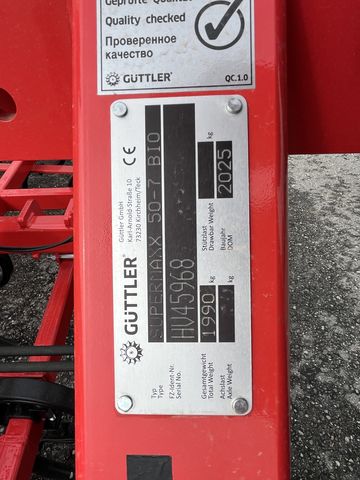 Geprüfte Qualität
Quality checked
Проверенное
качество
GÜTTLER®
QC.1.0
GÜTTLER®
Güttler GmbH
Karl-Arnold-Straße 10
73230 Kirchheim/Teck
CE
Typ
Type
SUPERMAXX 50-7 BIO
FZ-Ident-Nr.
Serial No.
HV45968
Gesamtgewicht
Total Weight
1990 kg
Stützlast
Drawbar Weight
kg
Achslast
Axle Weight
kg
Baujahr
DOM
2025